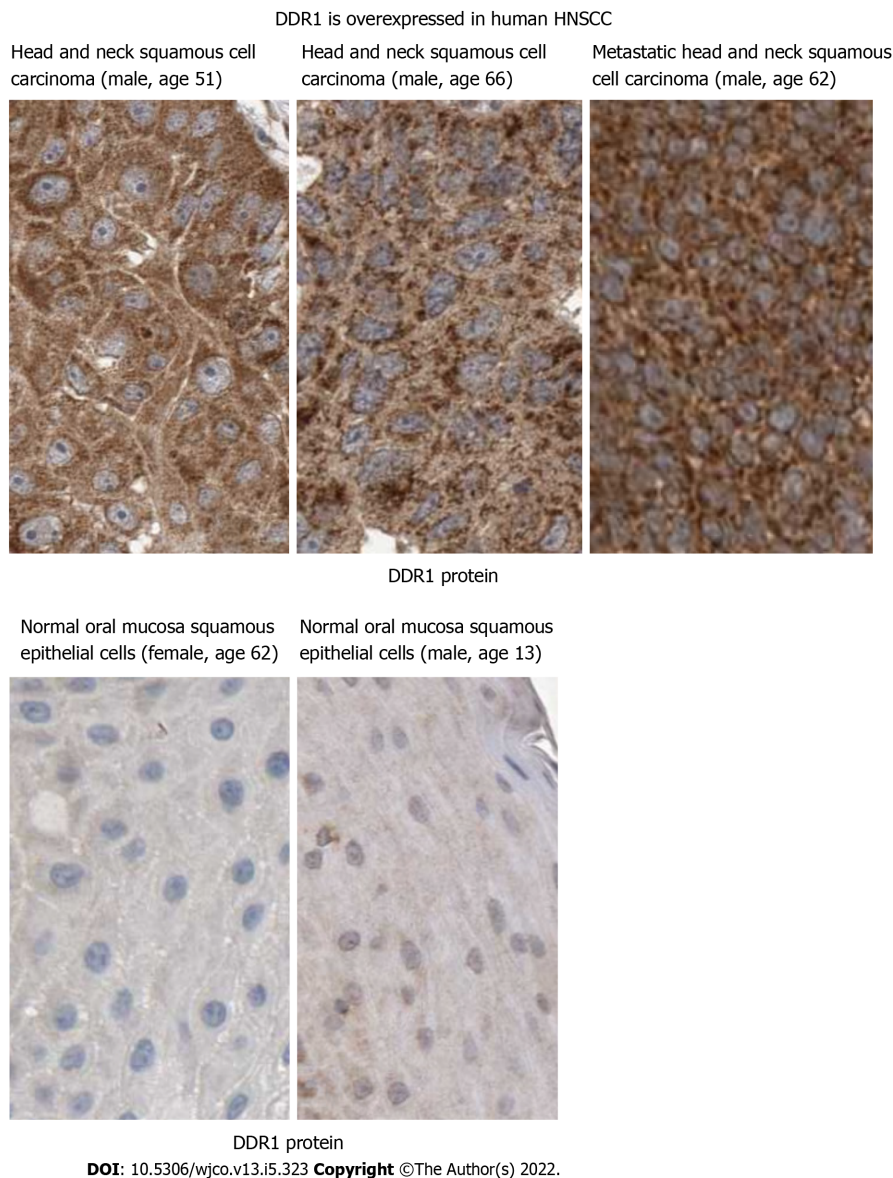 DDR1 is overexpressed in human HNSCC
Head and neck squamous cell
carcinoma (male, age 51)
Head and neck squamous cell
carcinoma (male, age 66)
Metastatic head and neck squamous
cell carcinoma (male, age 62)
DDR1 protein
Normal oral mucosa squamous
epithelial cells (female, age 62)
Normal oral mucosa squamous
epithelial cells (male, age 13)
DDR1 protein
DOI: 10.5306/wjco.v13.i5.323 Copyright ©The Author(s) 2022.